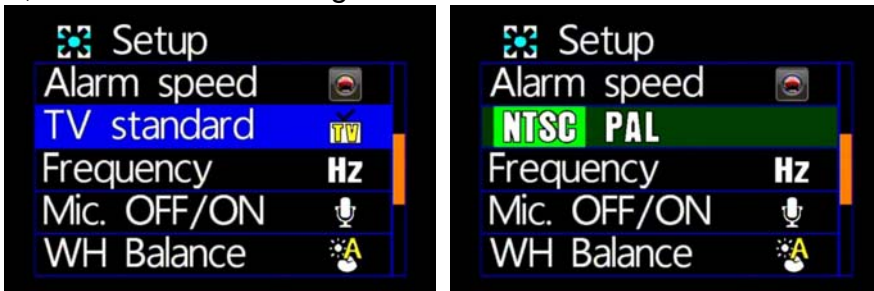 Setup
Alarm speed
TV standard TV
Frequency Hz
Mic. OFF/ON
WH Balance A
Setup
Alarm speed
NTSC PAL
Frequency Hz
Mic. OFF/ON
WH Balance A